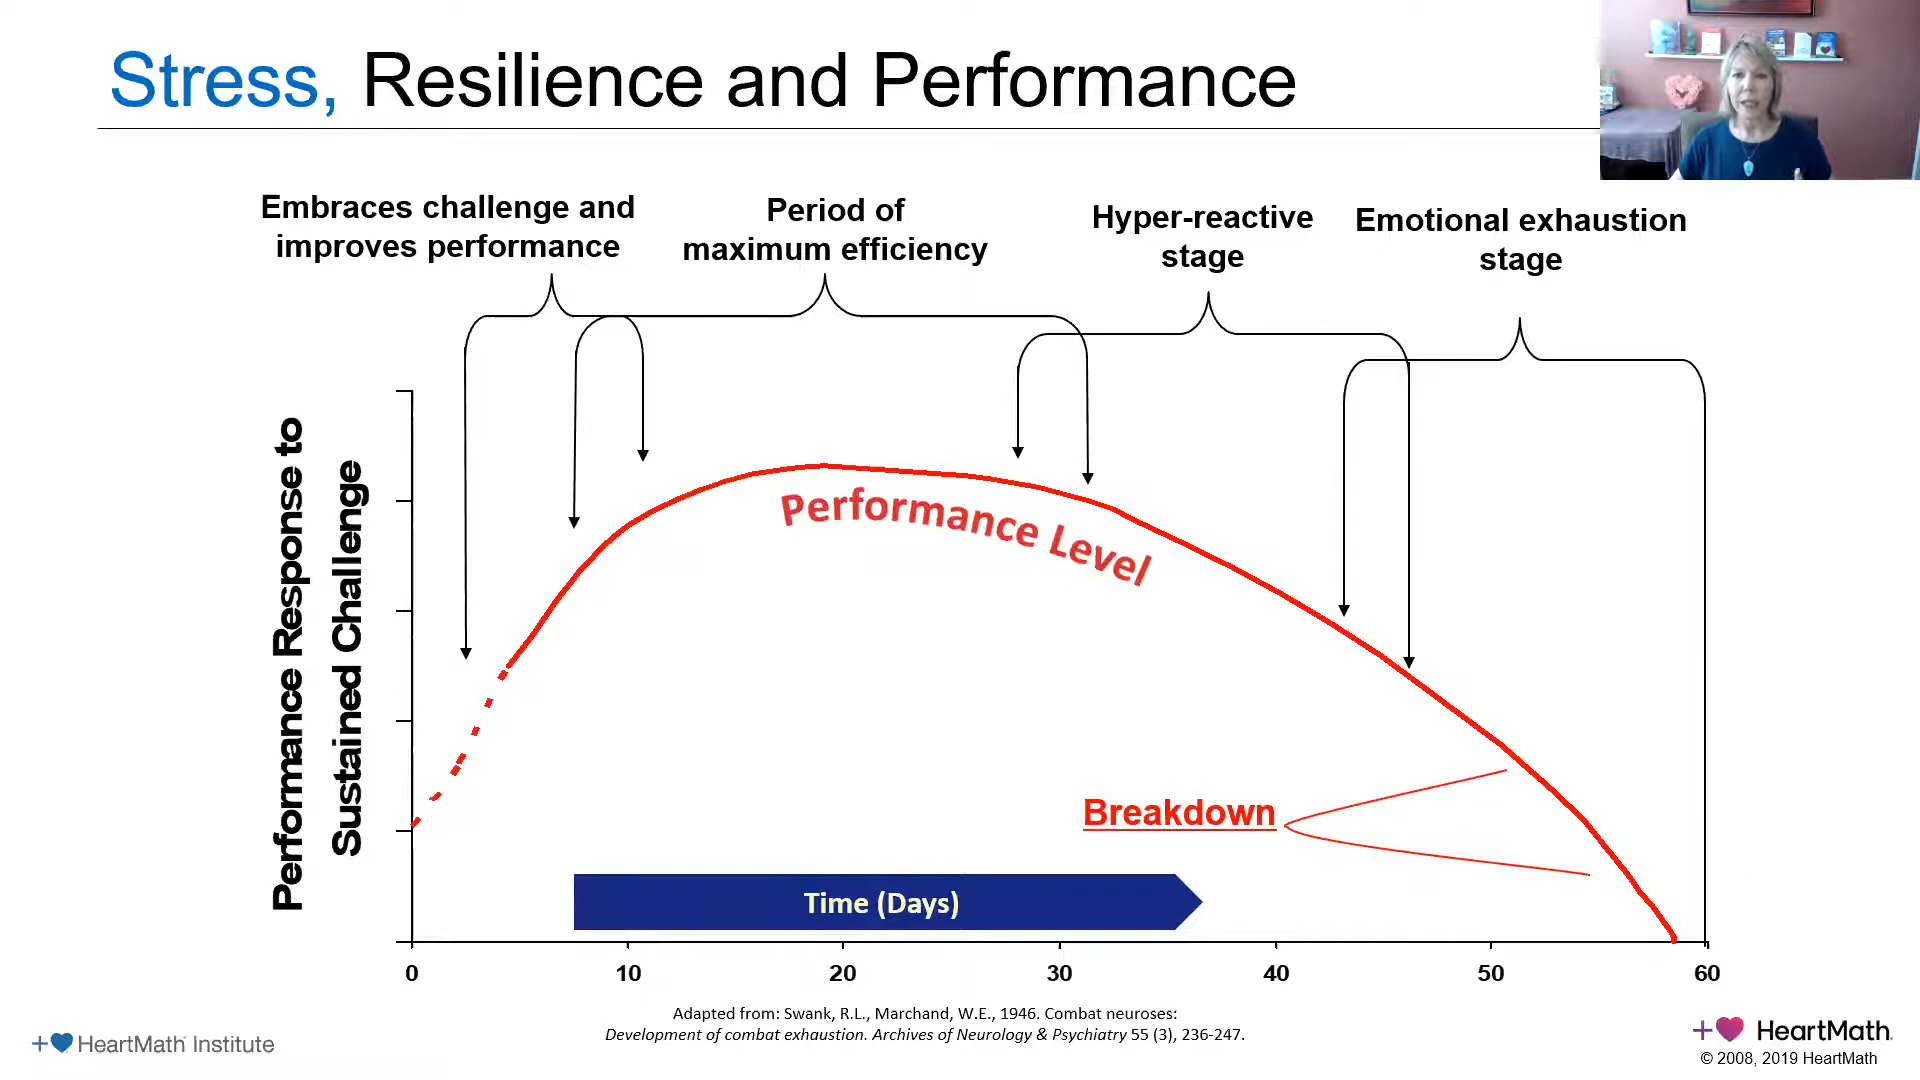 Stress, Resilience and Performance
Embraces challenge and
improves performance
Period of
maximum efficiency
Hyper-reactive
stage
Emotional exhaustion
stage
Performance Response to
Sustained Challenge
Performance Level
Breakdown
Time (Days)
0 10 20 30 40 50 60
Adapted from: Swank, R.L., Marchand, W.E., 1946. Combat neuroses:
Development of combat exhaustion. Archives of Neurology & Psychiatry 55 (3), 236-247.
HeartMath Institute
HeartMath.
© 2008, 2019 HeartMath